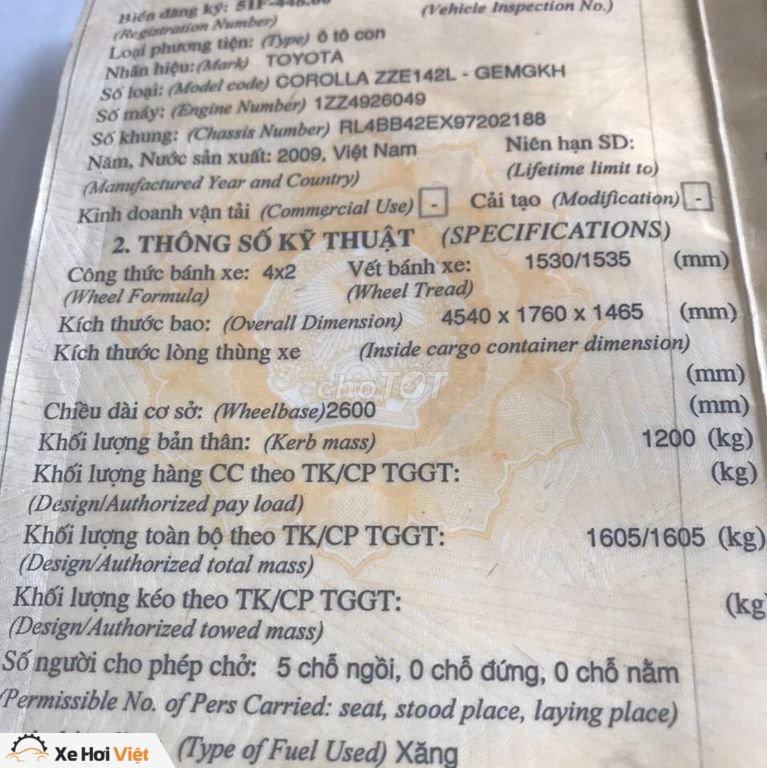 Biển đăng ký: 51F-448.
(Registration Number)
(Vehicle Inspection No.)
Loại phương tiện: (Type) ô tô con
Nhãn hiệu: (Mark) TOYOTA
Số loại: (Model code) COROLLA ZZE142L - GEMGKH
Số máy: (Engine Number) 1ZZ4926049
Số khung: (Chassis Number) RL4BB42EX97202188
Năm, Nước sản xuất: 2009, Việt Nam Niên hạn SD:
(Manufactured Year and Country) (Lifetime limit to)
Kinh doanh vận tải (Commercial Use) - Cải tạo (Modification) -
2. THÔNG SỐ KỸ THUẬT (SPECIFICATIONS)
Công thức bánh xe: 4x2 Vết bánh xe: 1530/1535 (mm)
(Wheel Formula) (Wheel Tread)
Kích thước bao: (Overall Dimension) 4540 x 1760 x 1465 (mm)
Kích thước lòng thùng xe (Inside cargo container dimension)
(mm)
choTỐT
Chiều dài cơ sở: (Wheelbase)2600 (mm)
Khối lượng bản thân: (Kerb mass) 1200 (kg)
Khối lượng hàng CC theo TK/CP TGGT: (kg)
(Design/Authorized pay load)
Khối lượng toàn bộ theo TK/CP TGGT: 1605/1605 (kg)
(Design/Authorized total mass)
Khối lượng kéo theo TK/CP TGGT: (kg
(Design/Authorized towed mass)
Số người cho phép chở: 5 chỗ ngồi, 0 chỗ đứng, 0 chỗ nằm
(Permissible No. of Pers Carried: seat, stood place, laying place)
(Type of Fuel Used) Xăng
Xe Hơi Việt